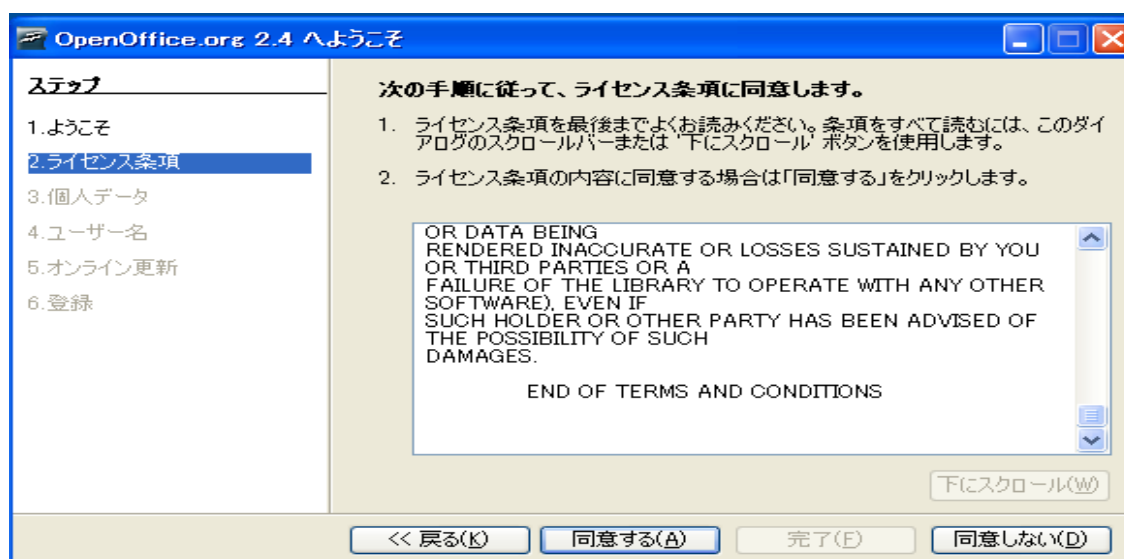 OpenOffice.org 2.4 へようこそ
ステップ
1.ようこそ
2.ライセンス条項
3.個人データ
4.ユーザー名
5.オンライン更新
6.登録
次の手順に従って、ライセンス条項に同意します。
1. ライセンス条項を最後までよくお読みください。条項をすべて読むには、このダイ
アログのスクロールバーまたは '下にスクロール' ボタンを使用します。
2. ライセンス条項の内容に同意する場合は「同意する」をクリックします。
OR DATA BEING
RENDERED INACCURATE OR LOSSES SUSTAINED BY YOU
OR THIRD PARTIES OR A
FAILURE OF THE LIBRARY TO OPERATE WITH ANY OTHER
SOFTWARE), EVEN IF
SUCH HOLDER OR OTHER PARTY HAS BEEN ADVISED OF
THE POSSIBILITY OF SUCH
DAMAGES.
END OF TERMS AND CONDITIONS
下にスクロール(W)
<< 戻る(K)
同意する(A)
完了(F)
同意しない(D)